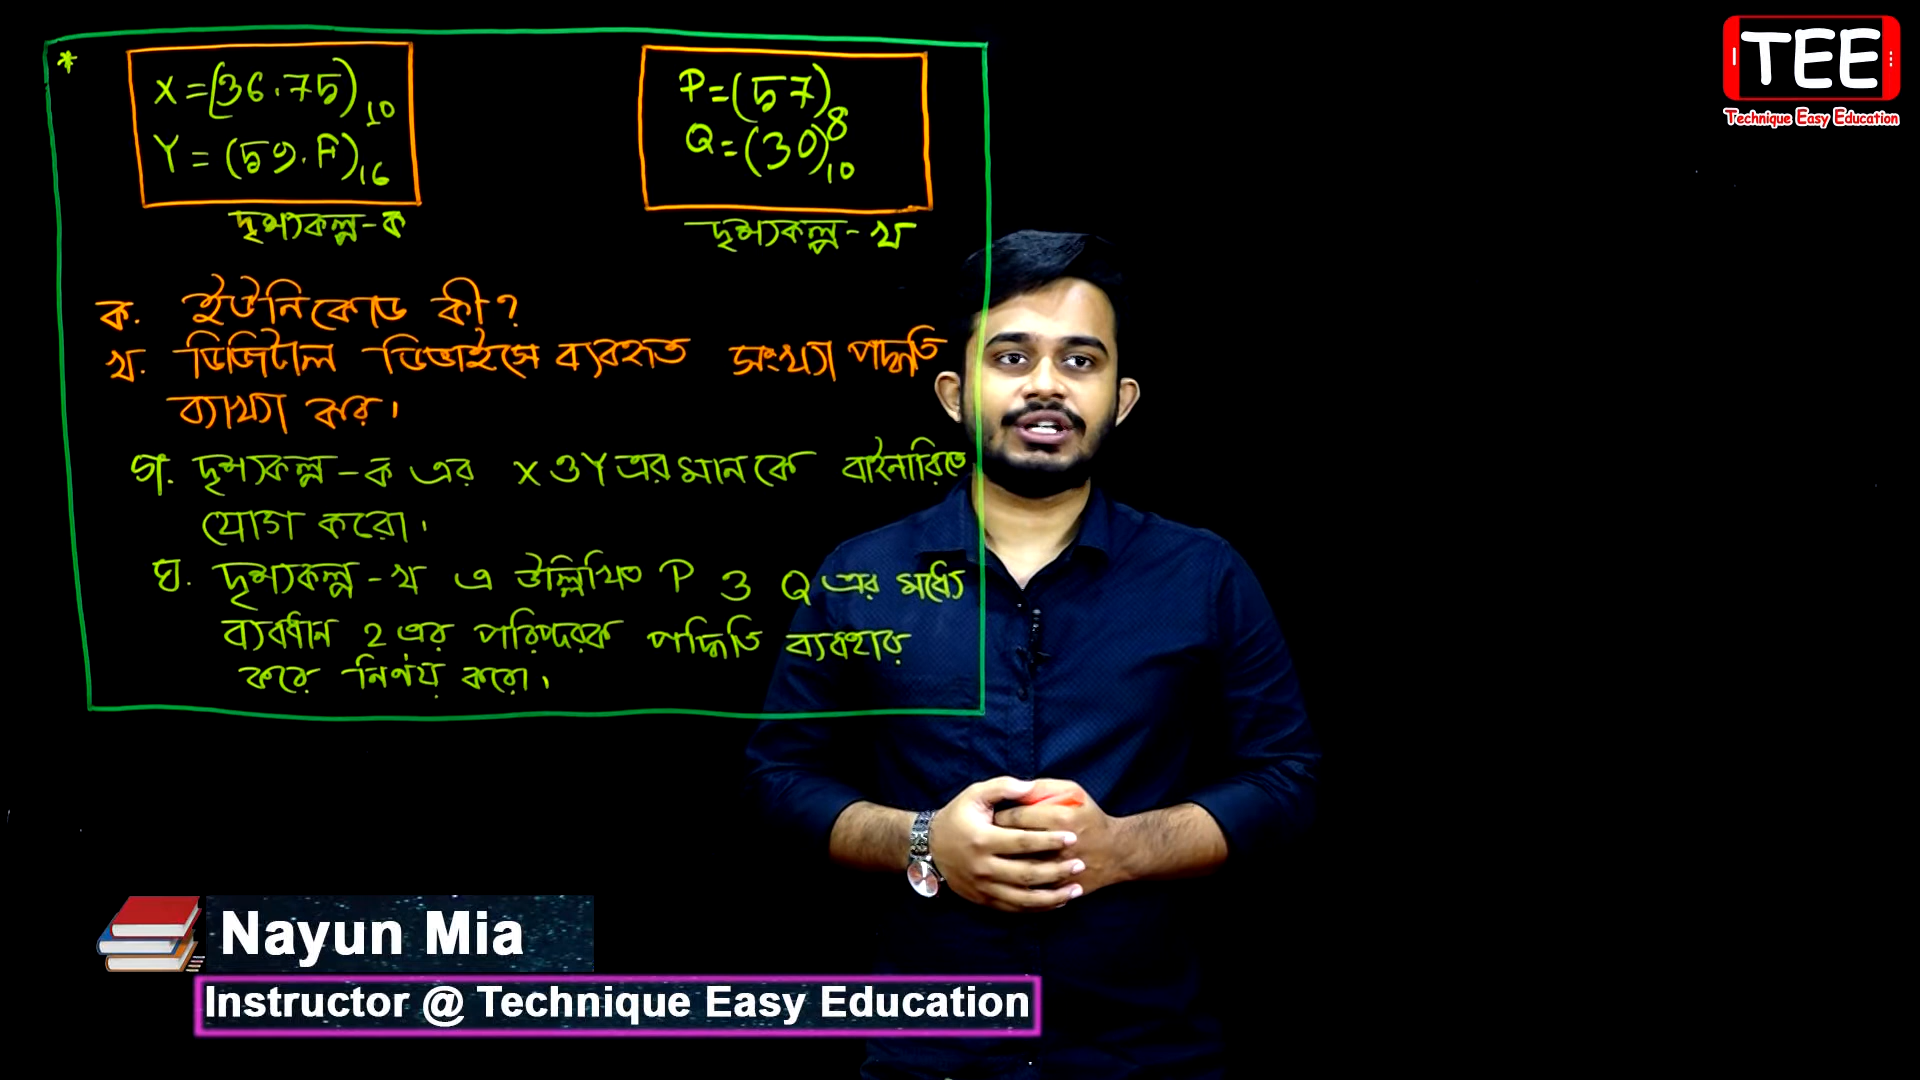 *
X = (36.75)10
Y = (59.F)16
দৃশ্যকল্প-ক
P = (57)8
Q = (30)10
দৃশ্যকল্প-খ
ক. ইউনিকোড কী?
খ. ডিজিটাল ডিভাইসে ব্যবহৃত সংখ্যা পদ্ধতি
ব্যাখ্যা কর।
গ. দৃশ্যকল্প-ক এর X ও Y এর মানকে বাইনারিতে
যোগ করো।
ঘ. দৃশ্যকল্প-খ এ উল্লিখিত P ও Q এর মধ্যে
ব্যবধান 2 এর পরিপূরক পদ্ধতি ব্যবহার
করে নির্ণয় করো।
TEE
Technique Easy Education
Nayun Mia
Instructor @ Technique Easy Education